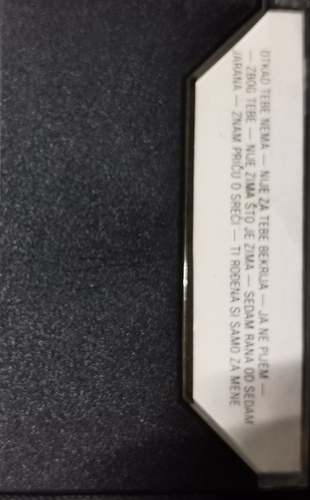 OTKAD TEBE NEMA — NIJE ZA TEBE BEKRIJA — JA NE PIJEM —
— ZBOG TEBE — NIJE ZIMA ŠTO JE ZIMA — SEDAM RANA OD SEDAM
JARANA — ZNAM PRIČU O SREĆI — TI ROĐENA SI SAMO ZA MENE